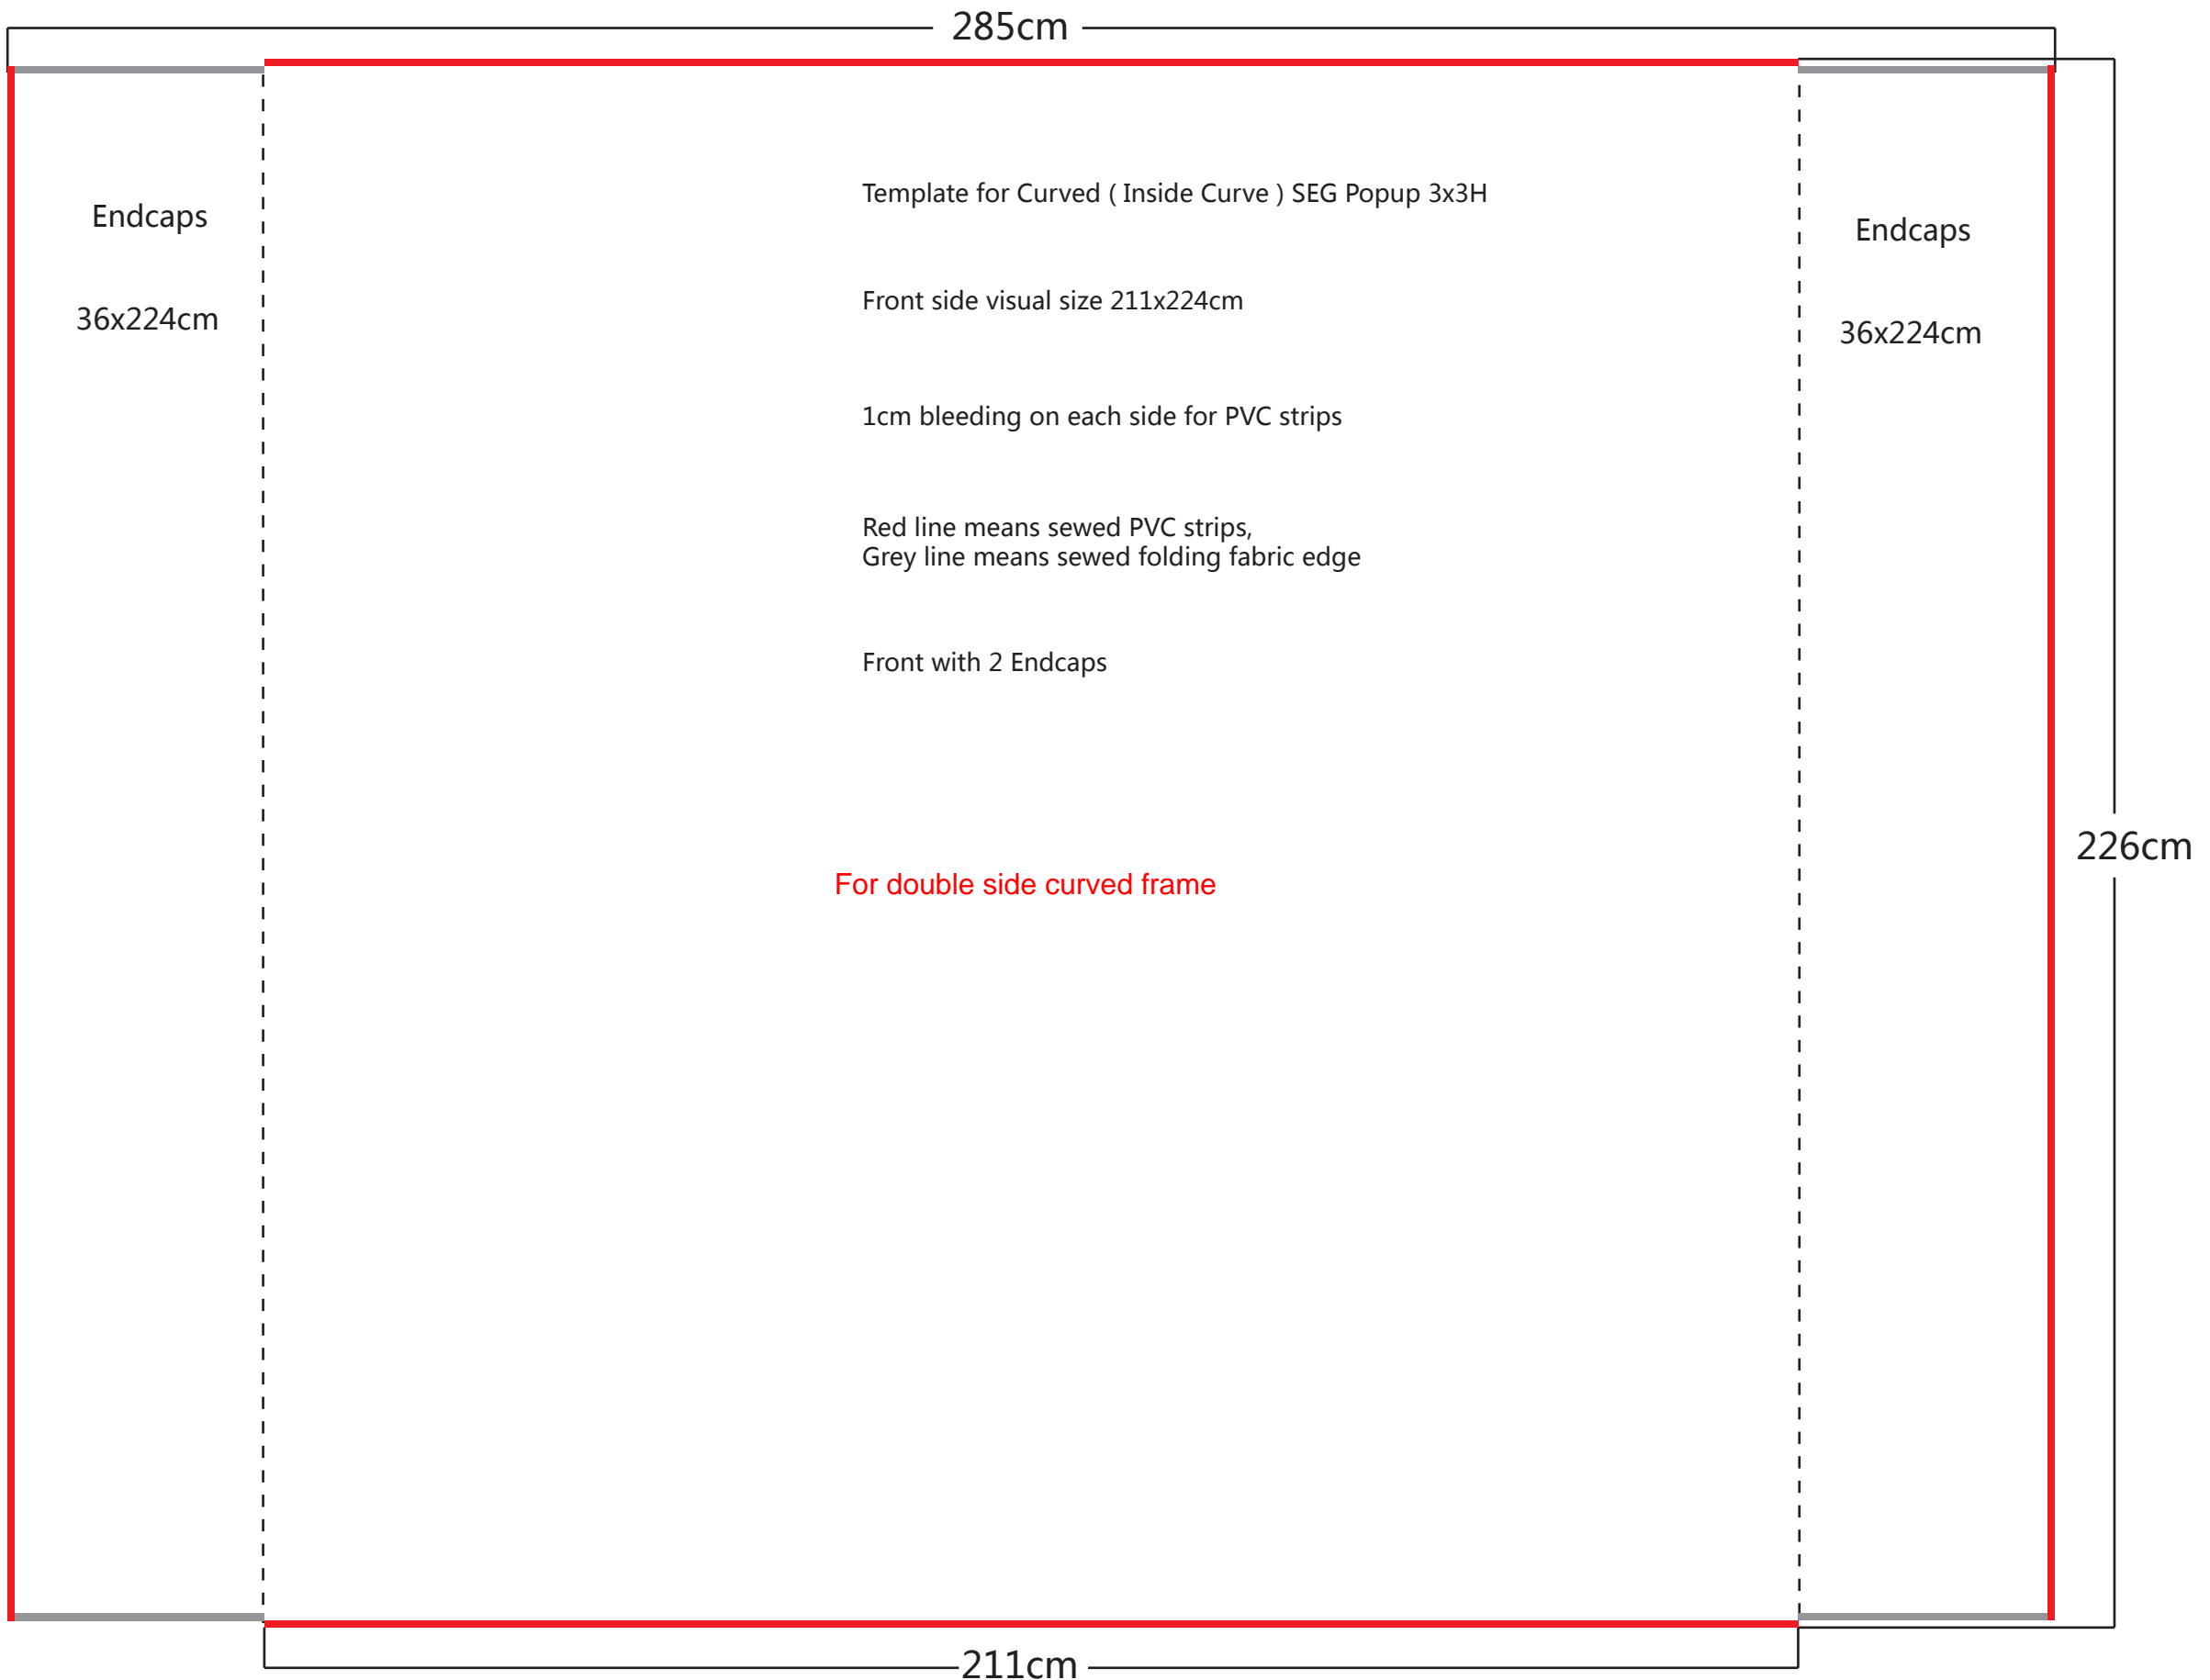 285cm
Template for Curved ( Inside Curve ) SEG Popup 3x3H
Endcaps
Endcaps
Front side visual size 211x224cm
36x224cm
36x224cm
1cm bleeding on each side for PVC strips
Red line means sewed PVC strips,
Grey line means sewed folding fabric edge
Front with 2 Endcaps
226cm
For double side curved frame
211cm